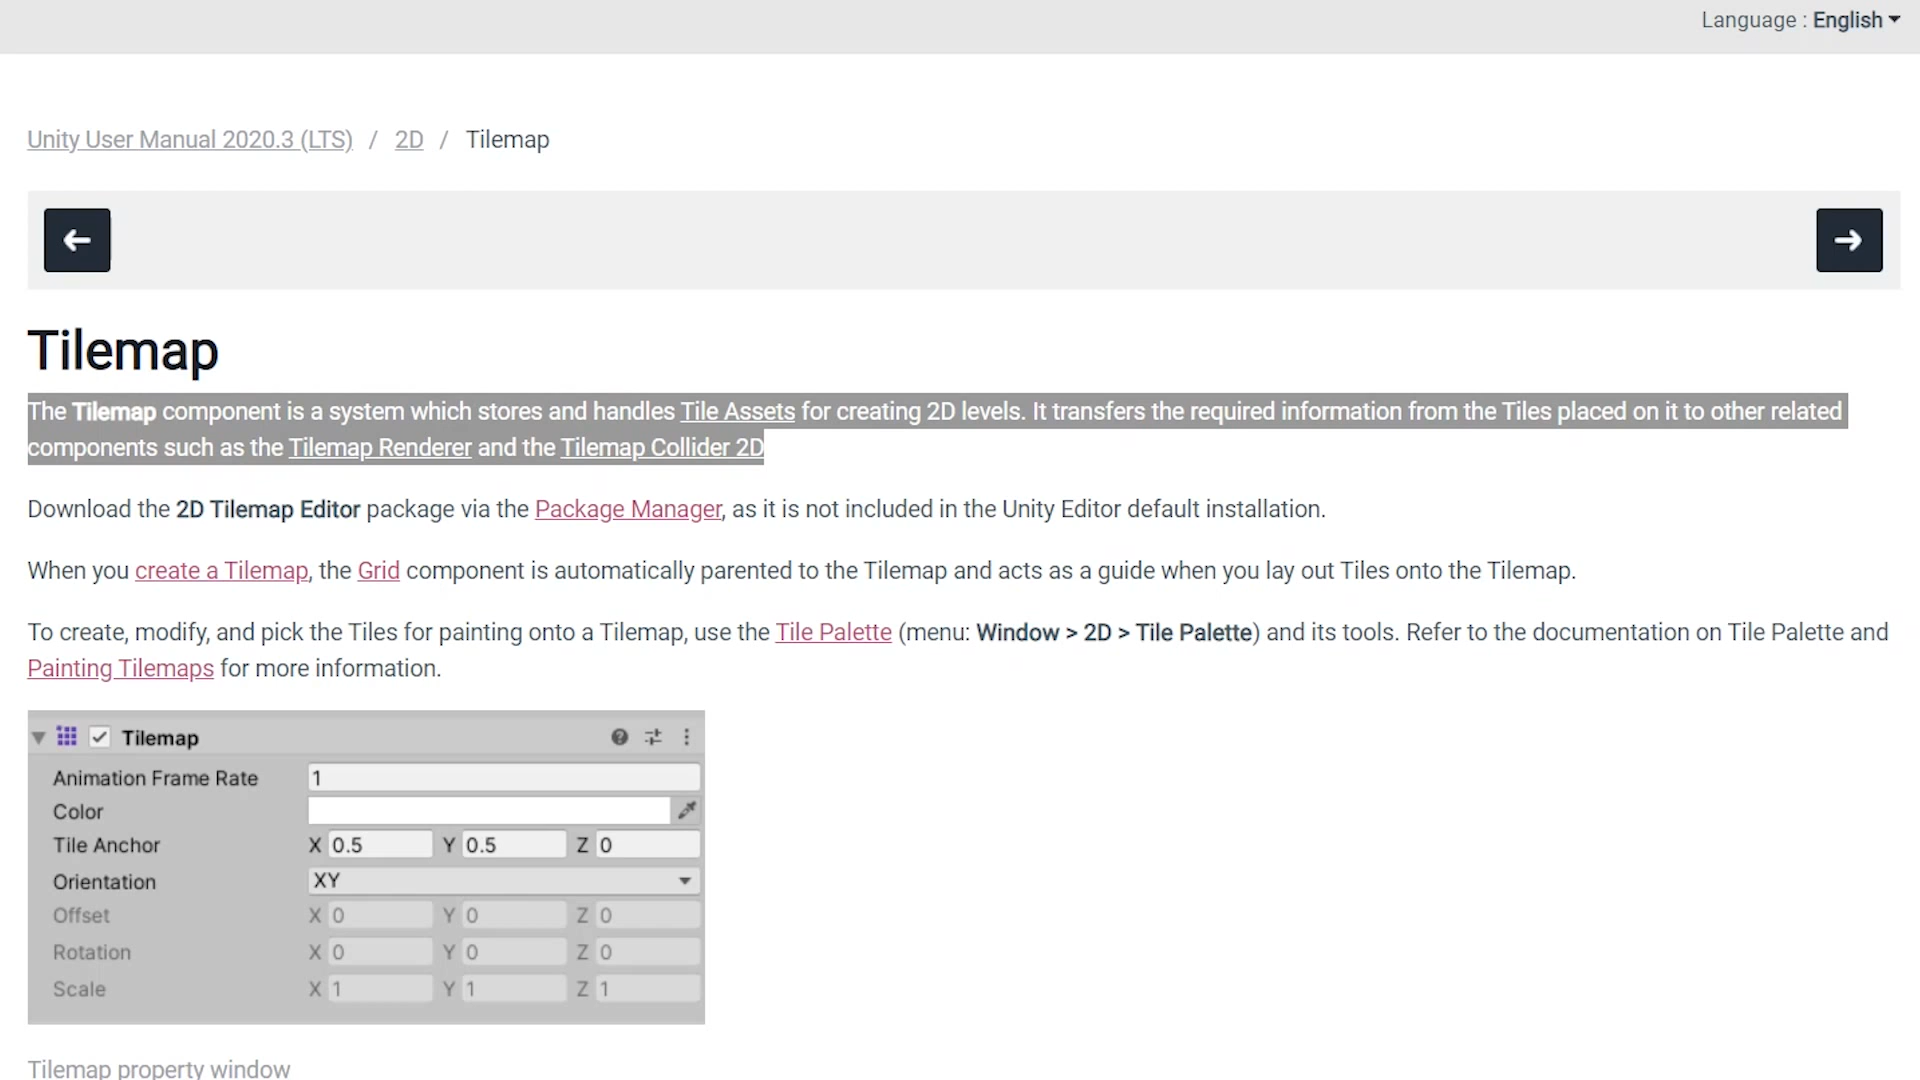 Language : English
Unity User Manual 2020.3 (LTS) / 2D / Tilemap
Tilemap
The Tilemap component is a system which stores and handles Tile Assets for creating 2D levels. It transfers the required information from the Tiles placed on it to other related
components such as the Tilemap Renderer and the Tilemap Collider 2D
Download the 2D Tilemap Editor package via the Package Manager, as it is not included in the Unity Editor default installation.
When you create a Tilemap, the Grid component is automatically parented to the Tilemap and acts as a guide when you lay out Tiles onto the Tilemap.
To create, modify, and pick the Tiles for painting onto a Tilemap, use the Tile Palette (menu: Window > 2D > Tile Palette) and its tools. Refer to the documentation on Tile Palette and
Painting Tilemaps for more information.
Tilemap
Animation Frame Rate 1
Color
Tile Anchor X 0.5 Y 0.5 Z 0
Orientation XY
Offset X 0 Y 0 Z 0
Rotation X 0 Y 0 Z 0
Scale X 1 Y 1 Z 1
Tilemap property window